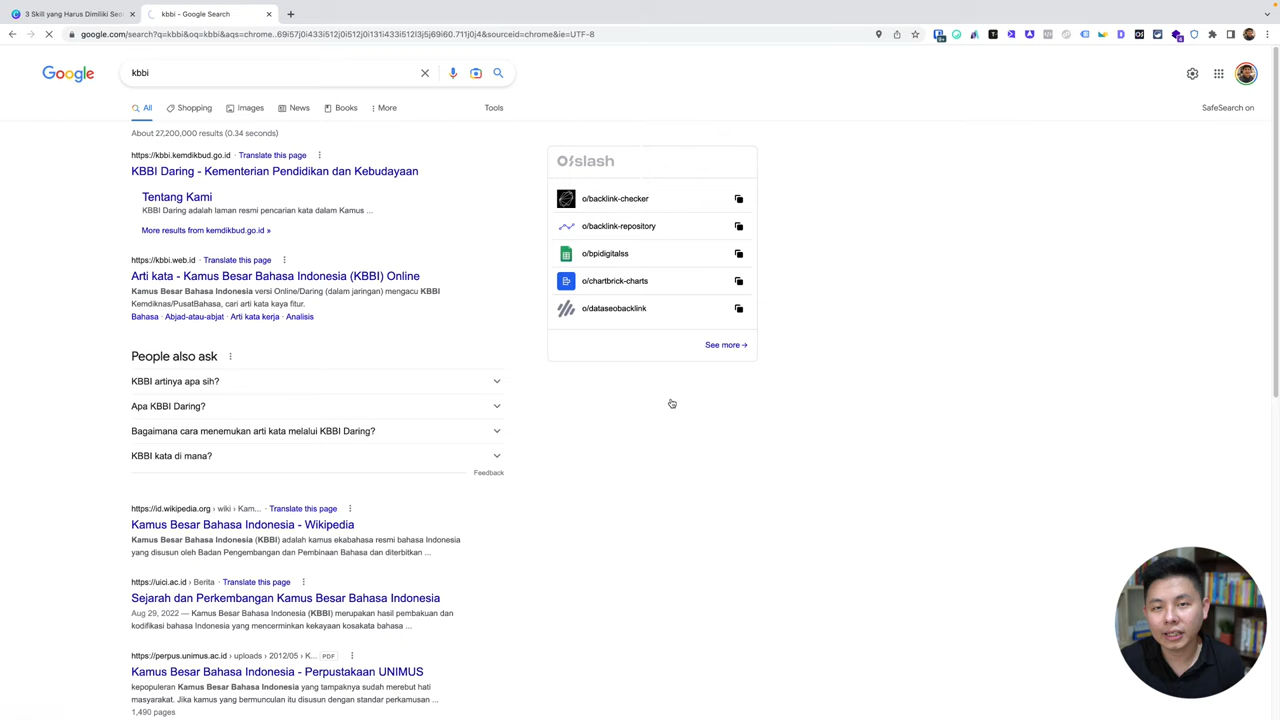 3 Skill yang Harus Dimiliki Se
kbbi - Google Search
google.com/search?q=kbbi&oq=kbbi&aqs=chrome..69i57j0i433i512j0i512j0i131i433i512l3j5j69i60.711j0j4&sourceid=chrome&ie=UTF-8
Google
kbbi
All
Shopping
Images
News
Books
More
Tools
SafeSearch on
About 27,200,000 results (0.34 seconds)
https://kbbi.kemdikbud.go.id · Translate this page
KBBI Daring - Kementerian Pendidikan dan Kebudayaan
Tentang Kami
KBBI Daring adalah laman resmi pencarian kata dalam Kamus ...
More results from kemdikbud.go.id »
https://kbbi.web.id · Translate this page
Arti kata - Kamus Besar Bahasa Indonesia (KBBI) Online
Kamus Besar Bahasa Indonesia versi Online/Daring (dalam jaringan) mengacu KBBI
Kemdiknas/PusatBahasa, cari arti kata kaya fitur.
Bahasa · Abjad-atau-abjat · Arti kata kerja · Analisis
People also ask
KBBI artinya apa sih?
Apa KBBI Daring?
Bagaimana cara menemukan arti kata melalui KBBI Daring?
KBBI kata di mana?
Feedback
https://id.wikipedia.org › wiki › Kam... · Translate this page
Kamus Besar Bahasa Indonesia - Wikipedia
Kamus Besar Bahasa Indonesia (KBBI) adalah kamus ekabahasa resmi bahasa Indonesia
yang disusun oleh Badan Pengembangan dan Pembinaan Bahasa dan diterbitkan ...
https://uici.ac.id › Berita · Translate this page
Sejarah dan Perkembangan Kamus Besar Bahasa Indonesia
Aug 29, 2022 — Kamus Besar Bahasa Indonesia (KBBI) merupakan hasil pembakuan dan
kodifikasi bahasa Indonesia yang mencerminkan kekayaan kosakata bahasa ...
https://perpus.unimus.ac.id › uploads › 2012/05 › K... PDF
Kamus Besar Bahasa Indonesia - Perpustakaan UNIMUS
kepopuleran Kamus Besar Bahasa Indonesia yang tampaknya sudah merebut hati
masyarakat. Jika kamus yang bermunculan itu disusun dengan standar perkamusan ...
1,490 pages
slash
o/backlink-checker
o/backlink-repository
o/bpidigitalss
o/chartbrick-charts
o/dataseobacklink
See more →